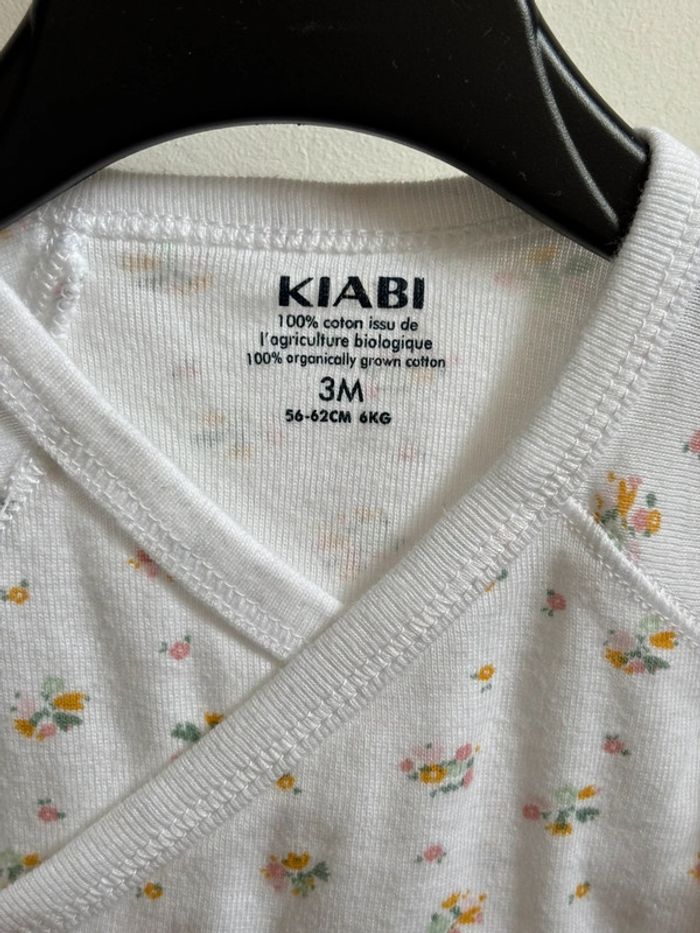 KIABI
100% coton issu de
l'agriculture biologique
100% organically grown cotton
3M
56-62CM 6KG